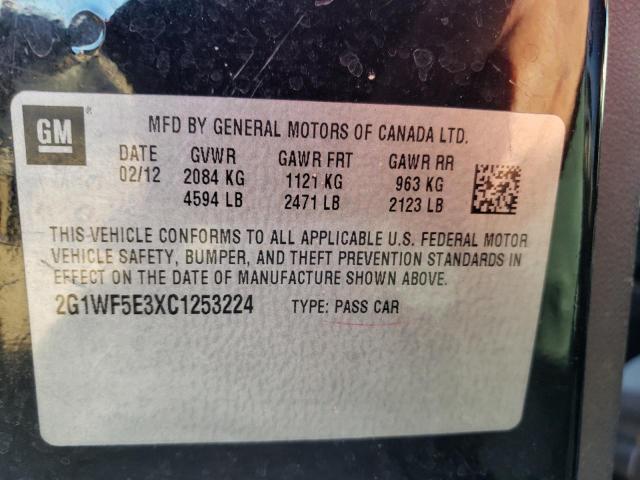 GM ®
MFD BY GENERAL MOTORS OF CANADA LTD.
DATE GVWR GAWR FRT GAWR RR
02/12 2084 KG 1121 KG 963 KG
4594 LB 2471 LB 2123 LB
THIS VEHICLE CONFORMS TO ALL APPLICABLE U.S. FEDERAL MOTOR
VEHICLE SAFETY, BUMPER, AND THEFT PREVENTION STANDARDS IN
EFFECT ON THE DATE OF MANUFACTURE SHOWN ABOVE.
2G1WF5E3XC1253224 TYPE: PASS CAR